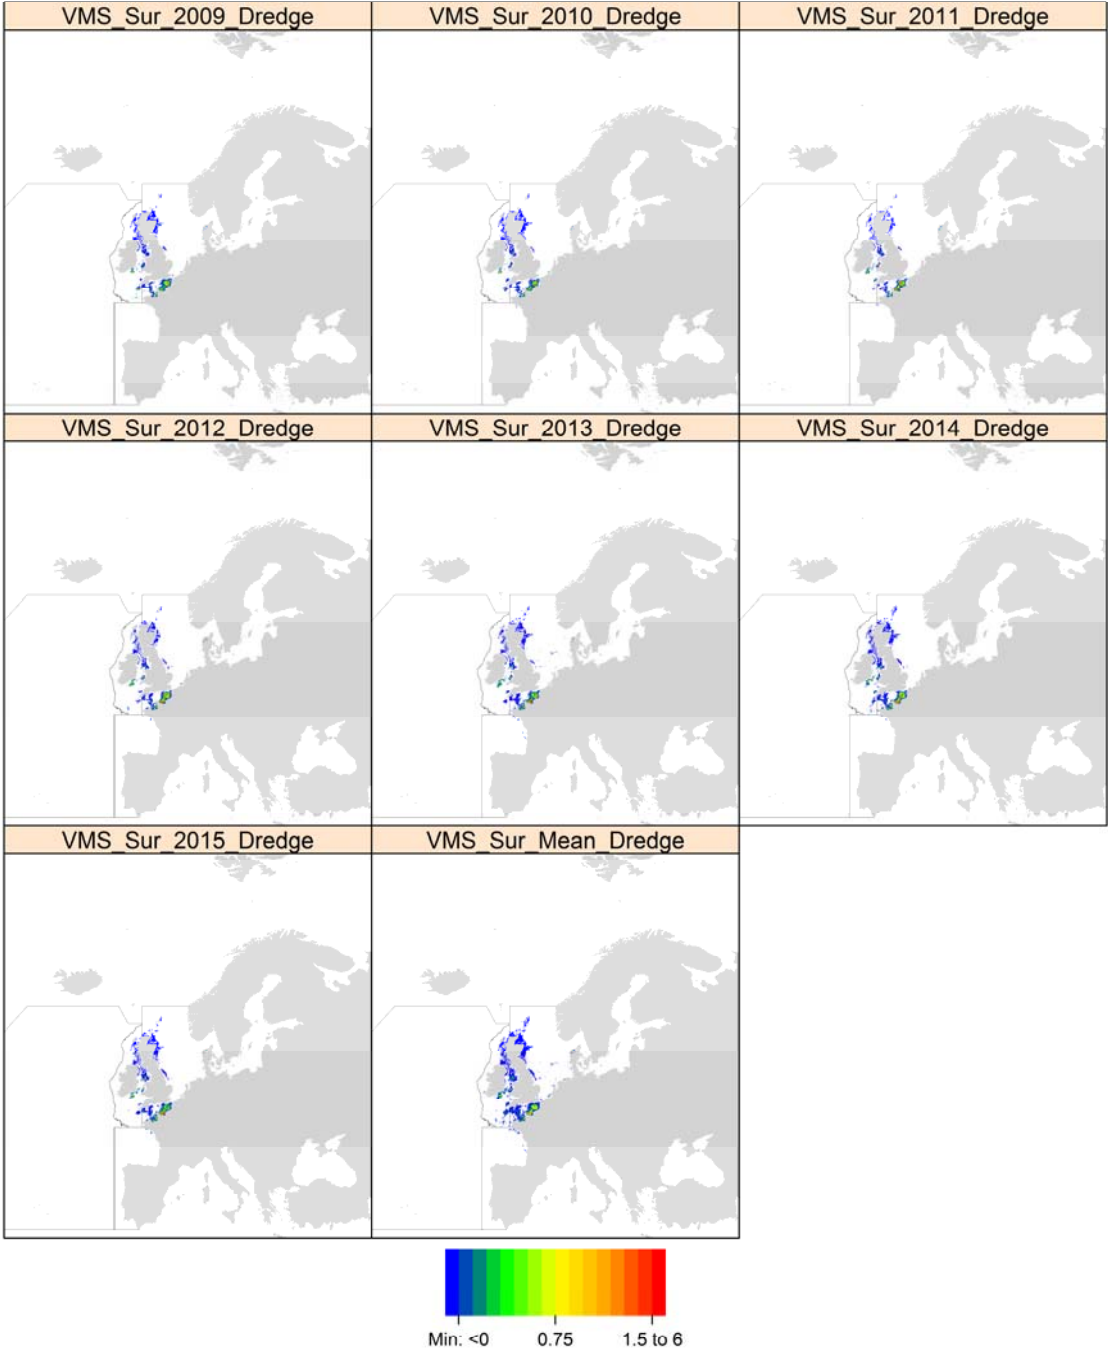 VMS_Sur_2009_Dredge
VMS_Sur_2010_Dredge
VMS_Sur_2011_Dredge
VMS_Sur_2012_Dredge
VMS_Sur_2013_Dredge
VMS_Sur_2014_Dredge
VMS_Sur_2015_Dredge
VMS_Sur_Mean_Dredge
Min: <0 0.75 1.5 to 6